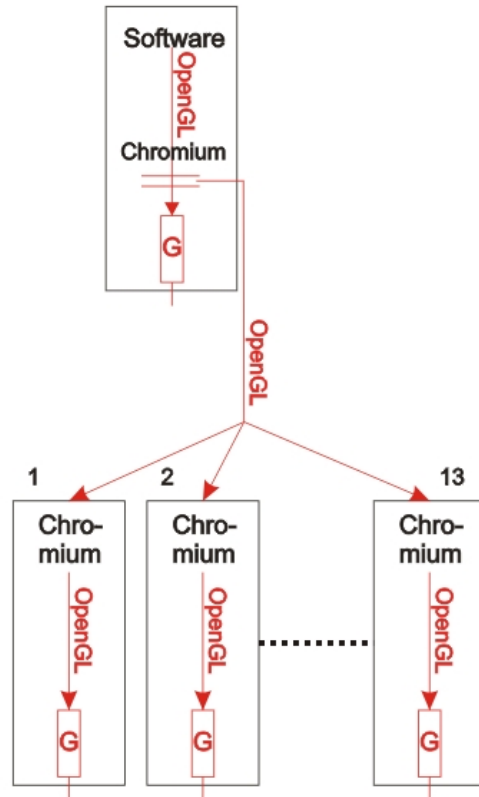 Software
OpenGL
Chromium
G
OpenGL
1
2
13
Chro-
mium
Chro-
mium
Chro-
mium
OpenGL
OpenGL
OpenGL
G
G
G